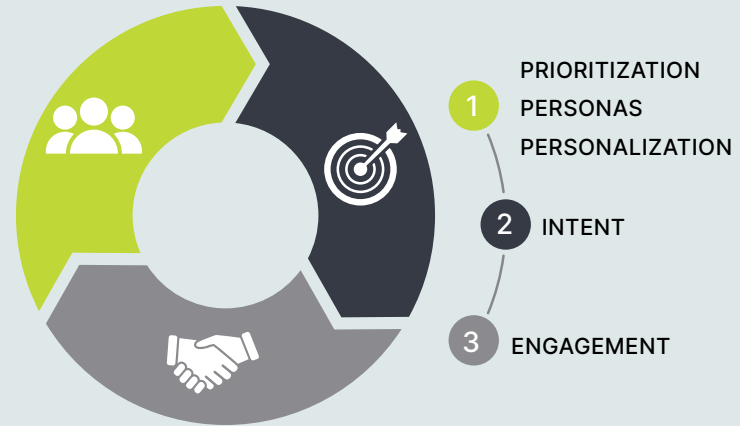 1
PRIORITIZATION
PERSONAS
PERSONALIZATION
2 INTENT
3 ENGAGEMENT